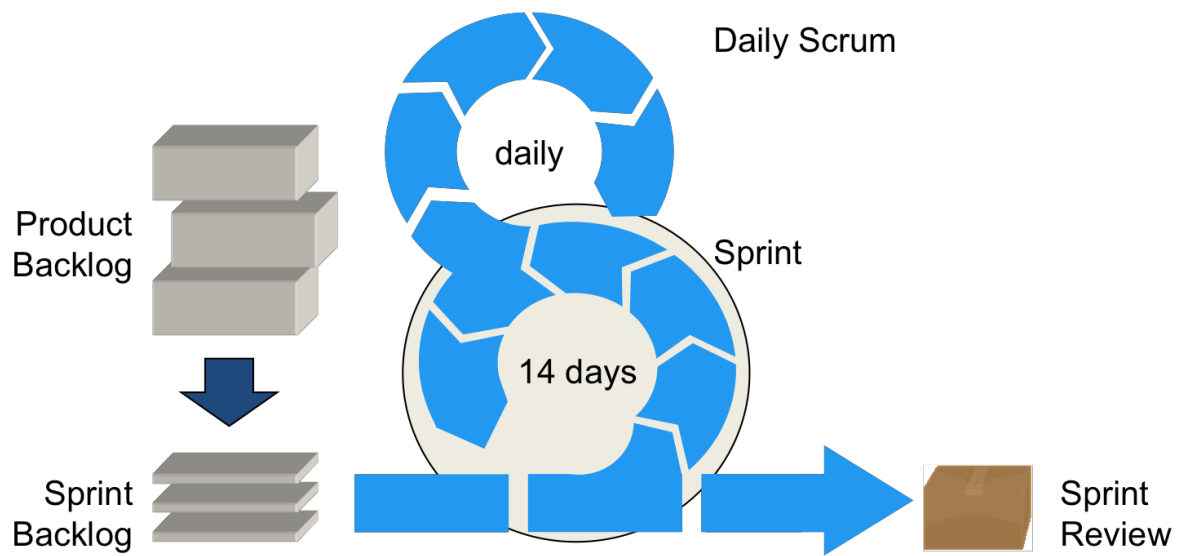 Daily Scrum
daily
Product
Backlog
Sprint
14 days
Sprint
Backlog
Sprint
Review